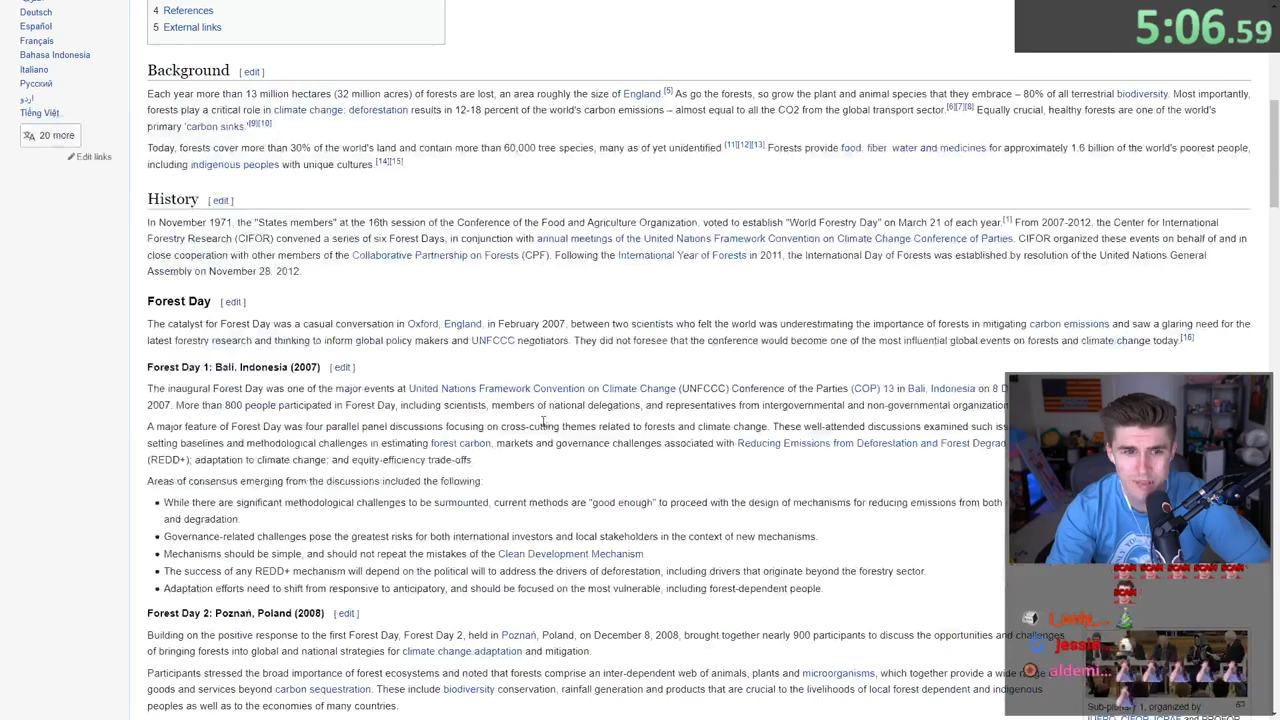 Deutsch
Español
Français
Bahasa Indonesia
Italiano
Русский
اردو
Tiếng Việt
20 more
Edit links
4 References
5 External links
5:06.59
Background [ edit ]
Each year more than 13 million hectares (32 million acres) of forests are lost, an area roughly the size of England.[5] As go the forests, so grow the plant and animal species that they embrace – 80% of all terrestrial biodiversity. Most importantly,
forests play a critical role in climate change: deforestation results in 12-18 percent of the world's carbon emissions – almost equal to all the CO2 from the global transport sector.[6][7][8] Equally crucial, healthy forests are one of the world's
primary 'carbon sinks.'[9][10]
Today, forests cover more than 30% of the world's land and contain more than 60,000 tree species, many as of yet unidentified [11][12][13] Forests provide food, fiber water and medicines for approximately 1.6 billion of the world's poorest people,
including indigenous peoples with unique cultures.[14][15]
History [ edit ]
In November 1971, the "States members" at the 16th session of the Conference of the Food and Agriculture Organization, voted to establish "World Forestry Day" on March 21 of each year.[1] From 2007-2012, the Center for International
Forestry Research (CIFOR) convened a series of six Forest Days, in conjunction with annual meetings of the United Nations Framework Convention on Climate Change Conference of Parties. CIFOR organized these events on behalf of and in
close cooperation with other members of the Collaborative Partnership on Forests (CPF). Following the International Year of Forests in 2011, the International Day of Forests was established by resolution of the United Nations General
Assembly on November 28, 2012.
Forest Day [ edit ]
The catalyst for Forest Day was a casual conversation in Oxford, England, in February 2007, between two scientists who felt the world was underestimating the importance of forests in mitigating carbon emissions and saw a glaring need for the
latest forestry research and thinking to inform global policy makers and UNFCCC negotiators. They did not foresee that the conference would become one of the most influential global events on forests and climate change today.[16]
Forest Day 1: Bali, Indonesia (2007) [ edit ]
The inaugural Forest Day was one of the major events at United Nations Framework Convention on Climate Change (UNFCCC) Conference of the Parties (COP) 13 in Bali, Indonesia on 8 D
2007. More than 800 people participated in Forest Day, including scientists, members of national delegations, and representatives from intergovernmental and non-governmental organization
A major feature of Forest Day was four parallel panel discussions focusing on cross-cutting themes related to forests and climate change. These well-attended discussions examined such iss
setting baselines and methodological challenges in estimating forest carbon, markets and governance challenges associated with Reducing Emissions from Deforestation and Forest Degrad
(REDD+); adaptation to climate change; and equity-efficiency trade-offs
Areas of consensus emerging from the discussions included the following:
• While there are significant methodological challenges to be surmounted, current methods are "good enough" to proceed with the design of mechanisms for reducing emissions from both
and degradation.
• Governance-related challenges pose the greatest risks for both international investors and local stakeholders in the context of new mechanisms.
• Mechanisms should be simple, and should not repeat the mistakes of the Clean Development Mechanism
• The success of any REDD+ mechanism will depend on the political will to address the drivers of deforestation, including drivers that originate beyond the forestry sector.
• Adaptation efforts need to shift from responsive to anticipatory, and should be focused on the most vulnerable, including forest-dependent people.
Forest Day 2: Poznań, Poland (2008) [ edit ]
Building on the positive response to the first Forest Day, Forest Day 2, held in Poznań, Poland, on December 8, 2008, brought together nearly 900 participants to discuss the opportunities and challenges
of bringing forests into global and national strategies for climate change adaptation and mitigation.
Participants stressed the broad importance of forest ecosystems and noted that forests comprise an inter-dependent web of animals, plants and microorganisms, which together provide a wide range of
goods and services beyond carbon sequestration. These include biodiversity conservation, rainfall generation and products that are crucial to the livelihoods of local forest dependent and indigenous
peoples as well as to the economies of many countries.
SCAM SCAM SCAM SCAM SCAM
SCAM
i_only_...
jessie...
aldemi...
Sub-plenary 1, organized by